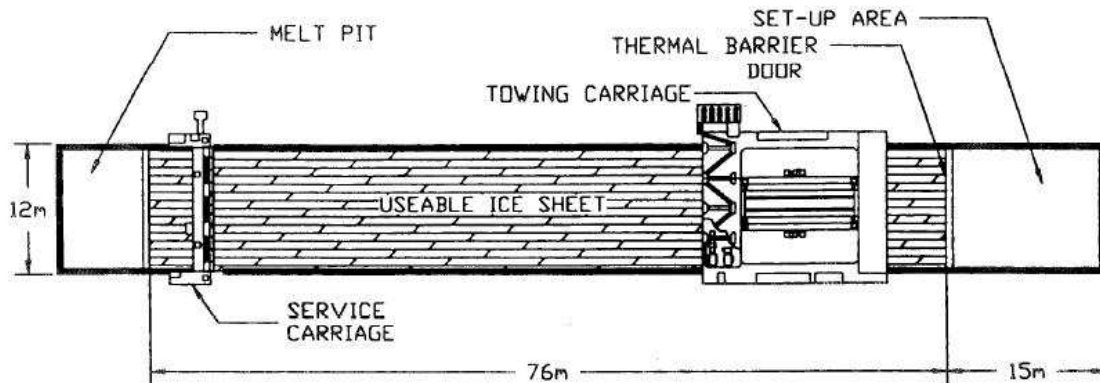 MELT PIT
SET-UP AREA
THERMAL BARRIER
DOOR
TOWING CARRIAGE
12m
USEABLE ICE SHEET
SERVICE
CARRIAGE
76m
15m